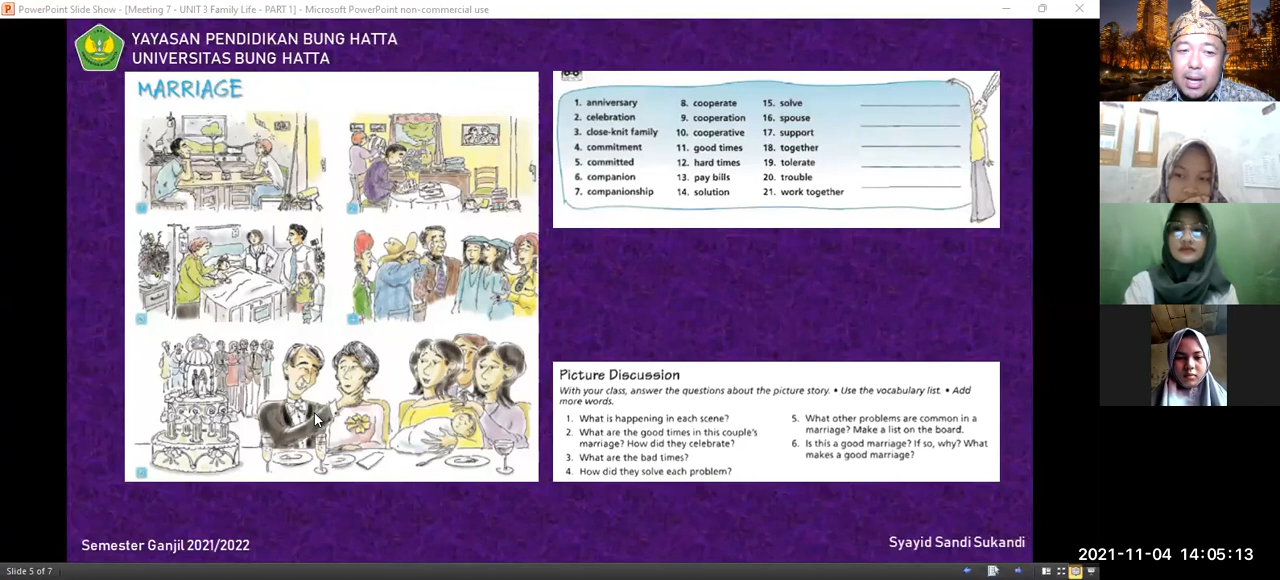 PowerPoint Slide Show - [Meeting 7 - UNIT 3 Family Life - PART 1] - Microsoft PowerPoint non-commercial use
YAYASAN PENDIDIKAN BUNG HATTA
UNIVERSITAS BUNG HATTA
MARRIAGE
1. anniversary
2. celebration
3. close-knit family
4. commitment
5. committed
6. companion
7. companionship
8. cooperate
9. cooperation
10. cooperative
11. good times
12. hard times
13. pay bills
14. solution
15. solve
16. spouse
17. support
18. together
19. tolerate
20. trouble
21. work together
Picture Discussion
With your class, answer the questions about the picture story. • Use the vocabulary list. • Add
more words.
1. What is happening in each scene?
2. What are the good times in this couple's
marriage? How did they celebrate?
3. What are the bad times?
4. How did they solve each problem?
5. What other problems are common in a
marriage? Make a list on the board.
6. Is this a good marriage? If so, why? What
makes a good marriage?
Semester Ganjil 2021/2022
Syayid Sandi Sukandi
2021-11-04 14:05:13
Slide 5 of 7